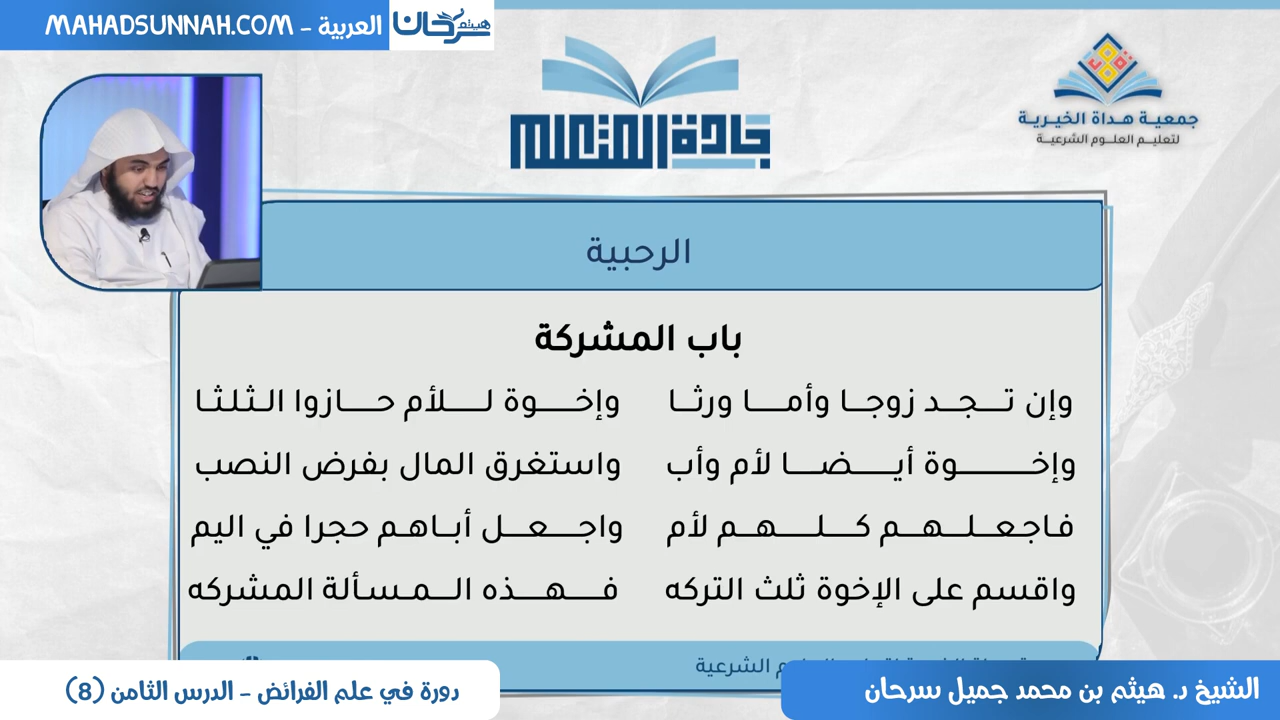 العربية - MAHADSUNNAH.COM
هيثم سرحان
جادة المتعلم
جمعية هداة الخيرية
لتعليم العلوم الشرعية
الرحبية
باب المشركة
وإن تجد زوجا وأما ورثا وإخوة للأم حازوا الثلثا
وإخوة أيضا لأم وأب واستغرق المال بفرض النصب
فاجعلهم كلهم لأم واجعل أباهم حجرا في اليم
واقسم على الإخوة ثلث التركه فهذه المسألة المشركه
الشرعية
الشيخ د. هيثم بن محمد جميل سرحان
دورة في علم الفرائض - الدرس الثامن (8)